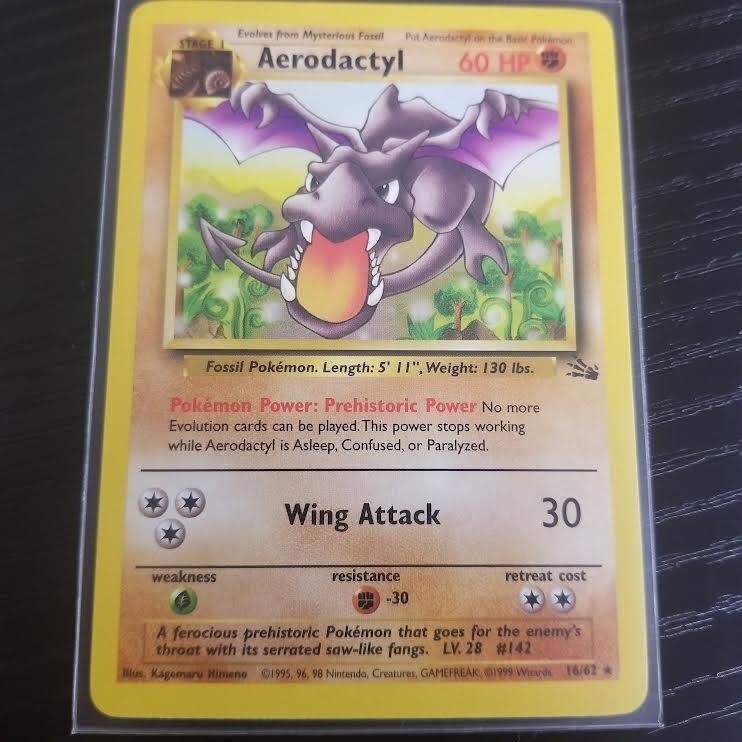 Evolves from Mysterious Fossil Put Aerodactyl on the Basic Pokémon
STAGE 1
Aerodactyl 60 HP
Fossil Pokémon. Length: 5' 11", Weight: 130 lbs.
Pokémon Power: Prehistoric Power No more
Evolution cards can be played. This power stops working
while Aerodactyl is Asleep, Confused, or Paralyzed.
Wing Attack 30
weakness resistance retreat cost
-30
A ferocious prehistoric Pokémon that goes for the enemy's
throat with its serrated saw-like fangs. LV. 28 #142
Illus. Kagemaru Himeno ©1995, 96, 98 Nintendo, Creatures, GAMEFREAK. ©1999 Wizards. 16/62 ★